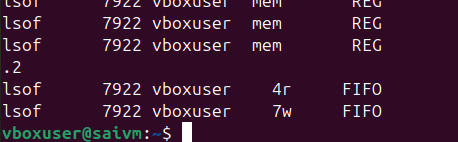 lsof 7922 vboxuser mem REG
lsof 7922 vboxuser mem REG
lsof 7922 vboxuser mem REG
.2
lsof 7922 vboxuser 4r FIFO
lsof 7922 vboxuser 7w FIFO
vboxuser@saivm:~$